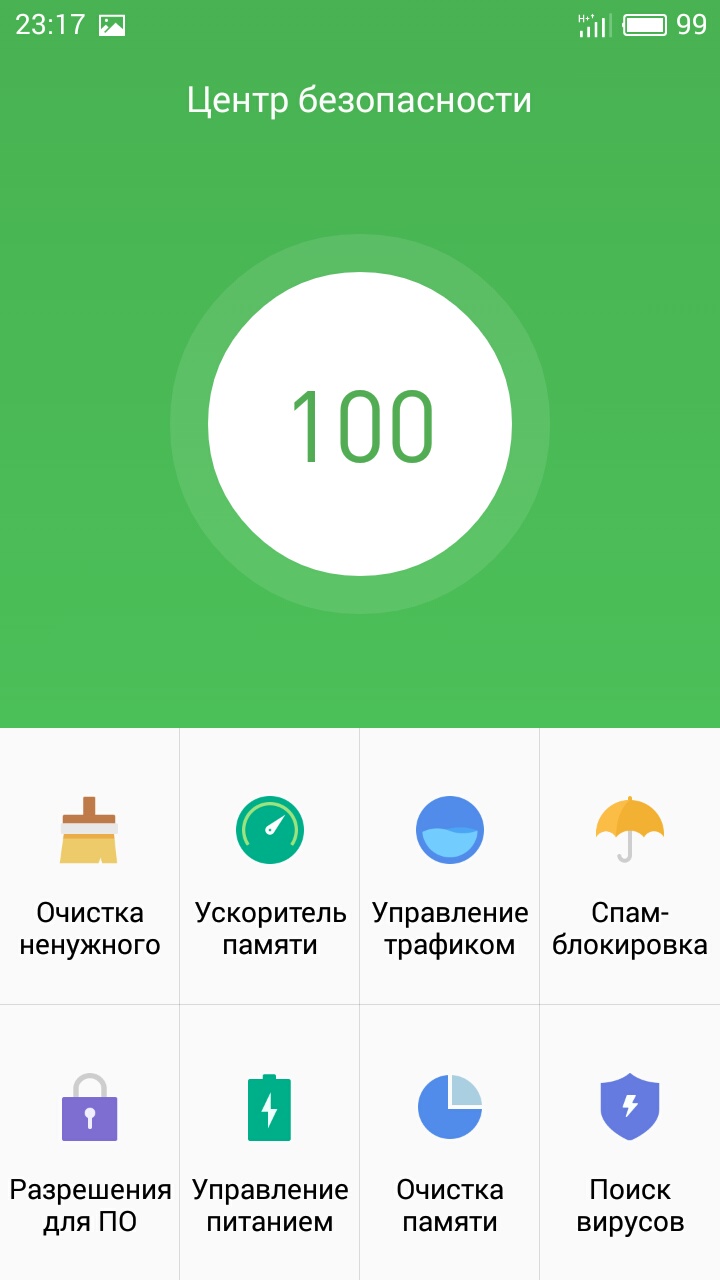 23:17
H+
99
Центр безопасности
100
Очистка
ненужного
Ускоритель
памяти
Управление
трафиком
Спам-
блокировка
Разрешения
для ПО
Управление
питанием
Очистка
памяти
Поиск
вирусов